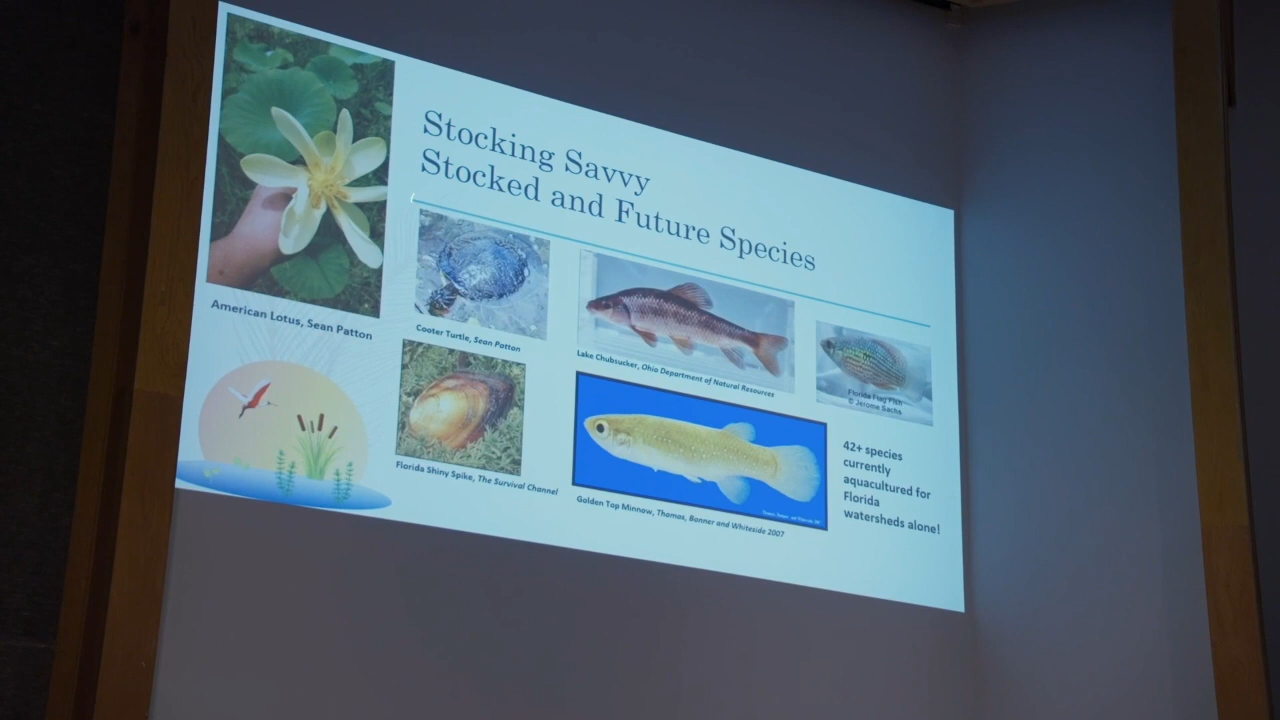 Stocking Savvy
Stocked and Future Species
American Lotus, Sean Patton
Cooter Turtle, Sean Patton
Lake Chubsucker, Ohio Department of Natural Resources
Florida Flag Fish
© Jerome Sachs
Florida Shiny Spike, The Survival Channel
Golden Top Minnow, Thomas, Bonner and Whiteside 2007
42+ species
currently
aquacultured for
Florida
watersheds alone!